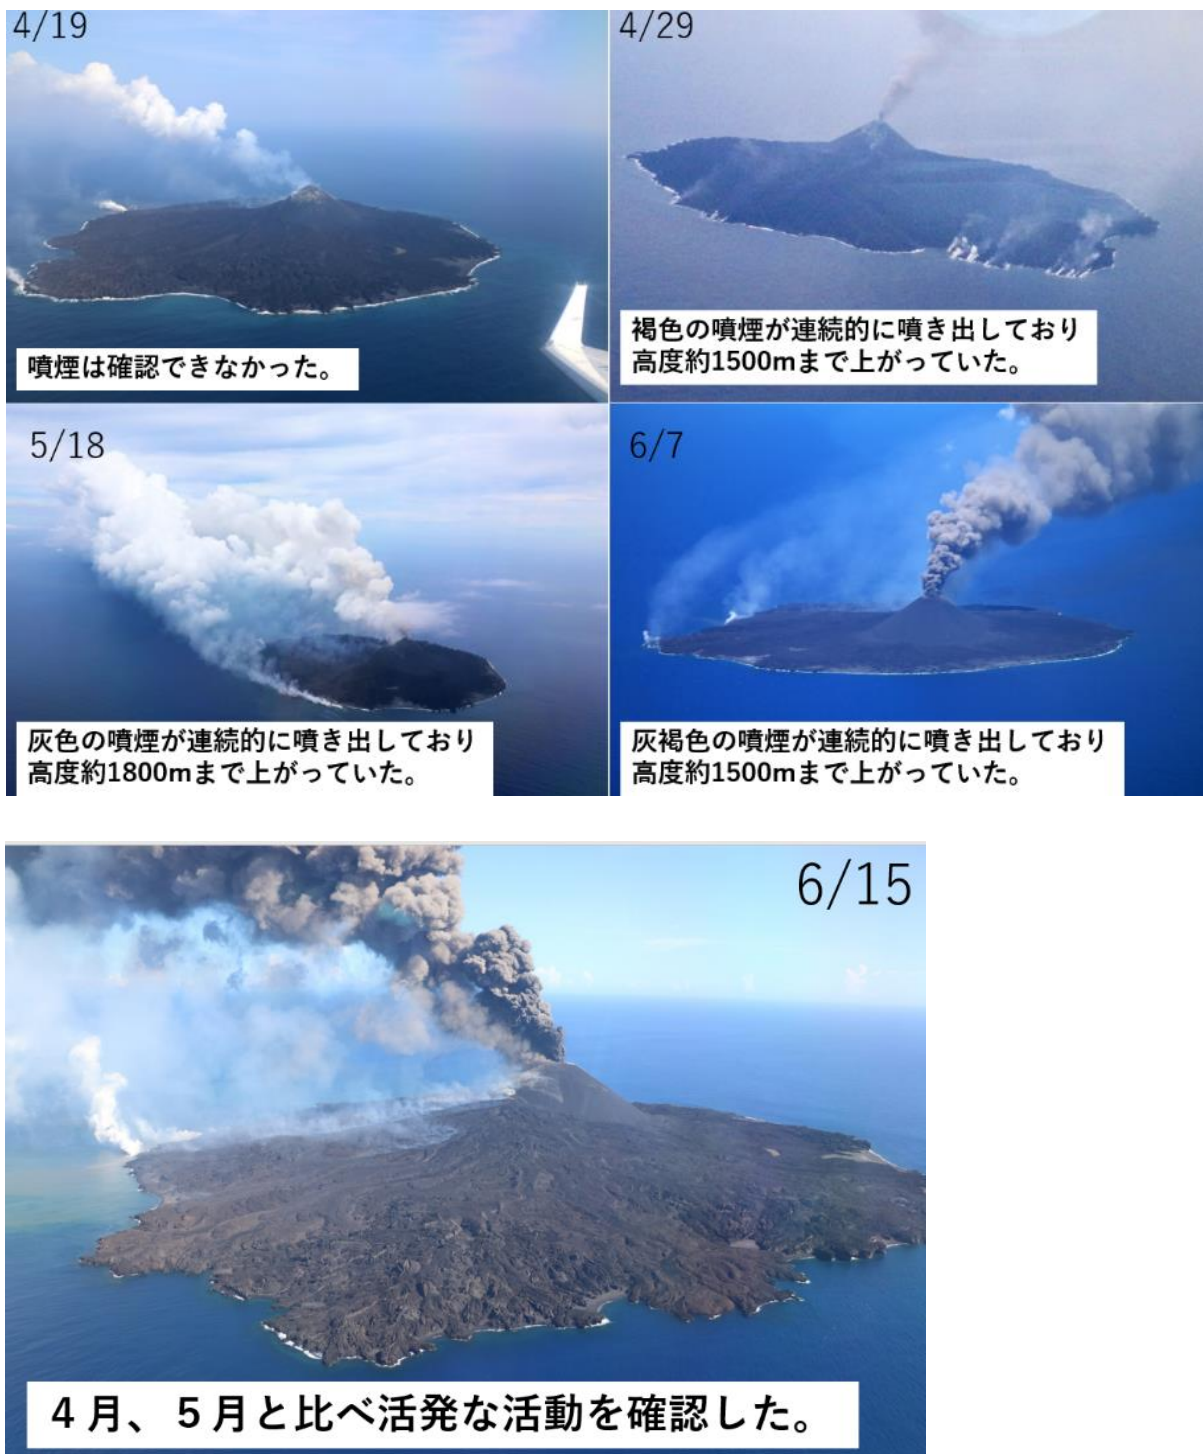 4/19
噴煙は確認できなかった。
4/29
褐色の噴煙が連続的に噴き出しており
高度約1500mまで上がっていた。
5/18
灰色の噴煙が連続的に噴き出しており
高度約1800mまで上がっていた。
6/7
灰褐色の噴煙が連続的に噴き出しており
高度約1500mまで上がっていた。
6/15
４月、５月と比べ活発な活動を確認した。